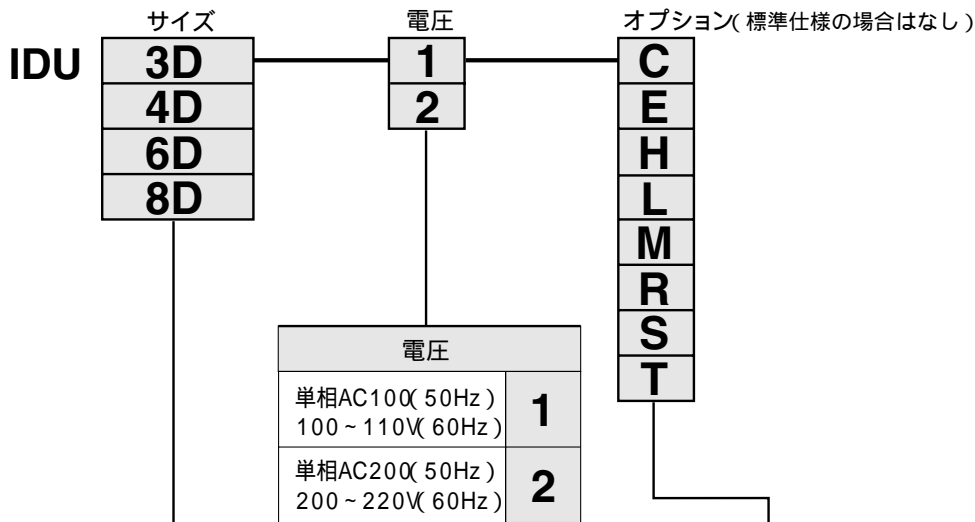 サイズ 電圧 オプション(標準仕様の場合はなし)
IDU 3D 1 C
4D 2 E
6D H
8D L
M
R
S
T
電圧
単相AC100(50Hz)
100~110V(60Hz) 1
単相AC200(50Hz)
200~220V(60Hz) 2